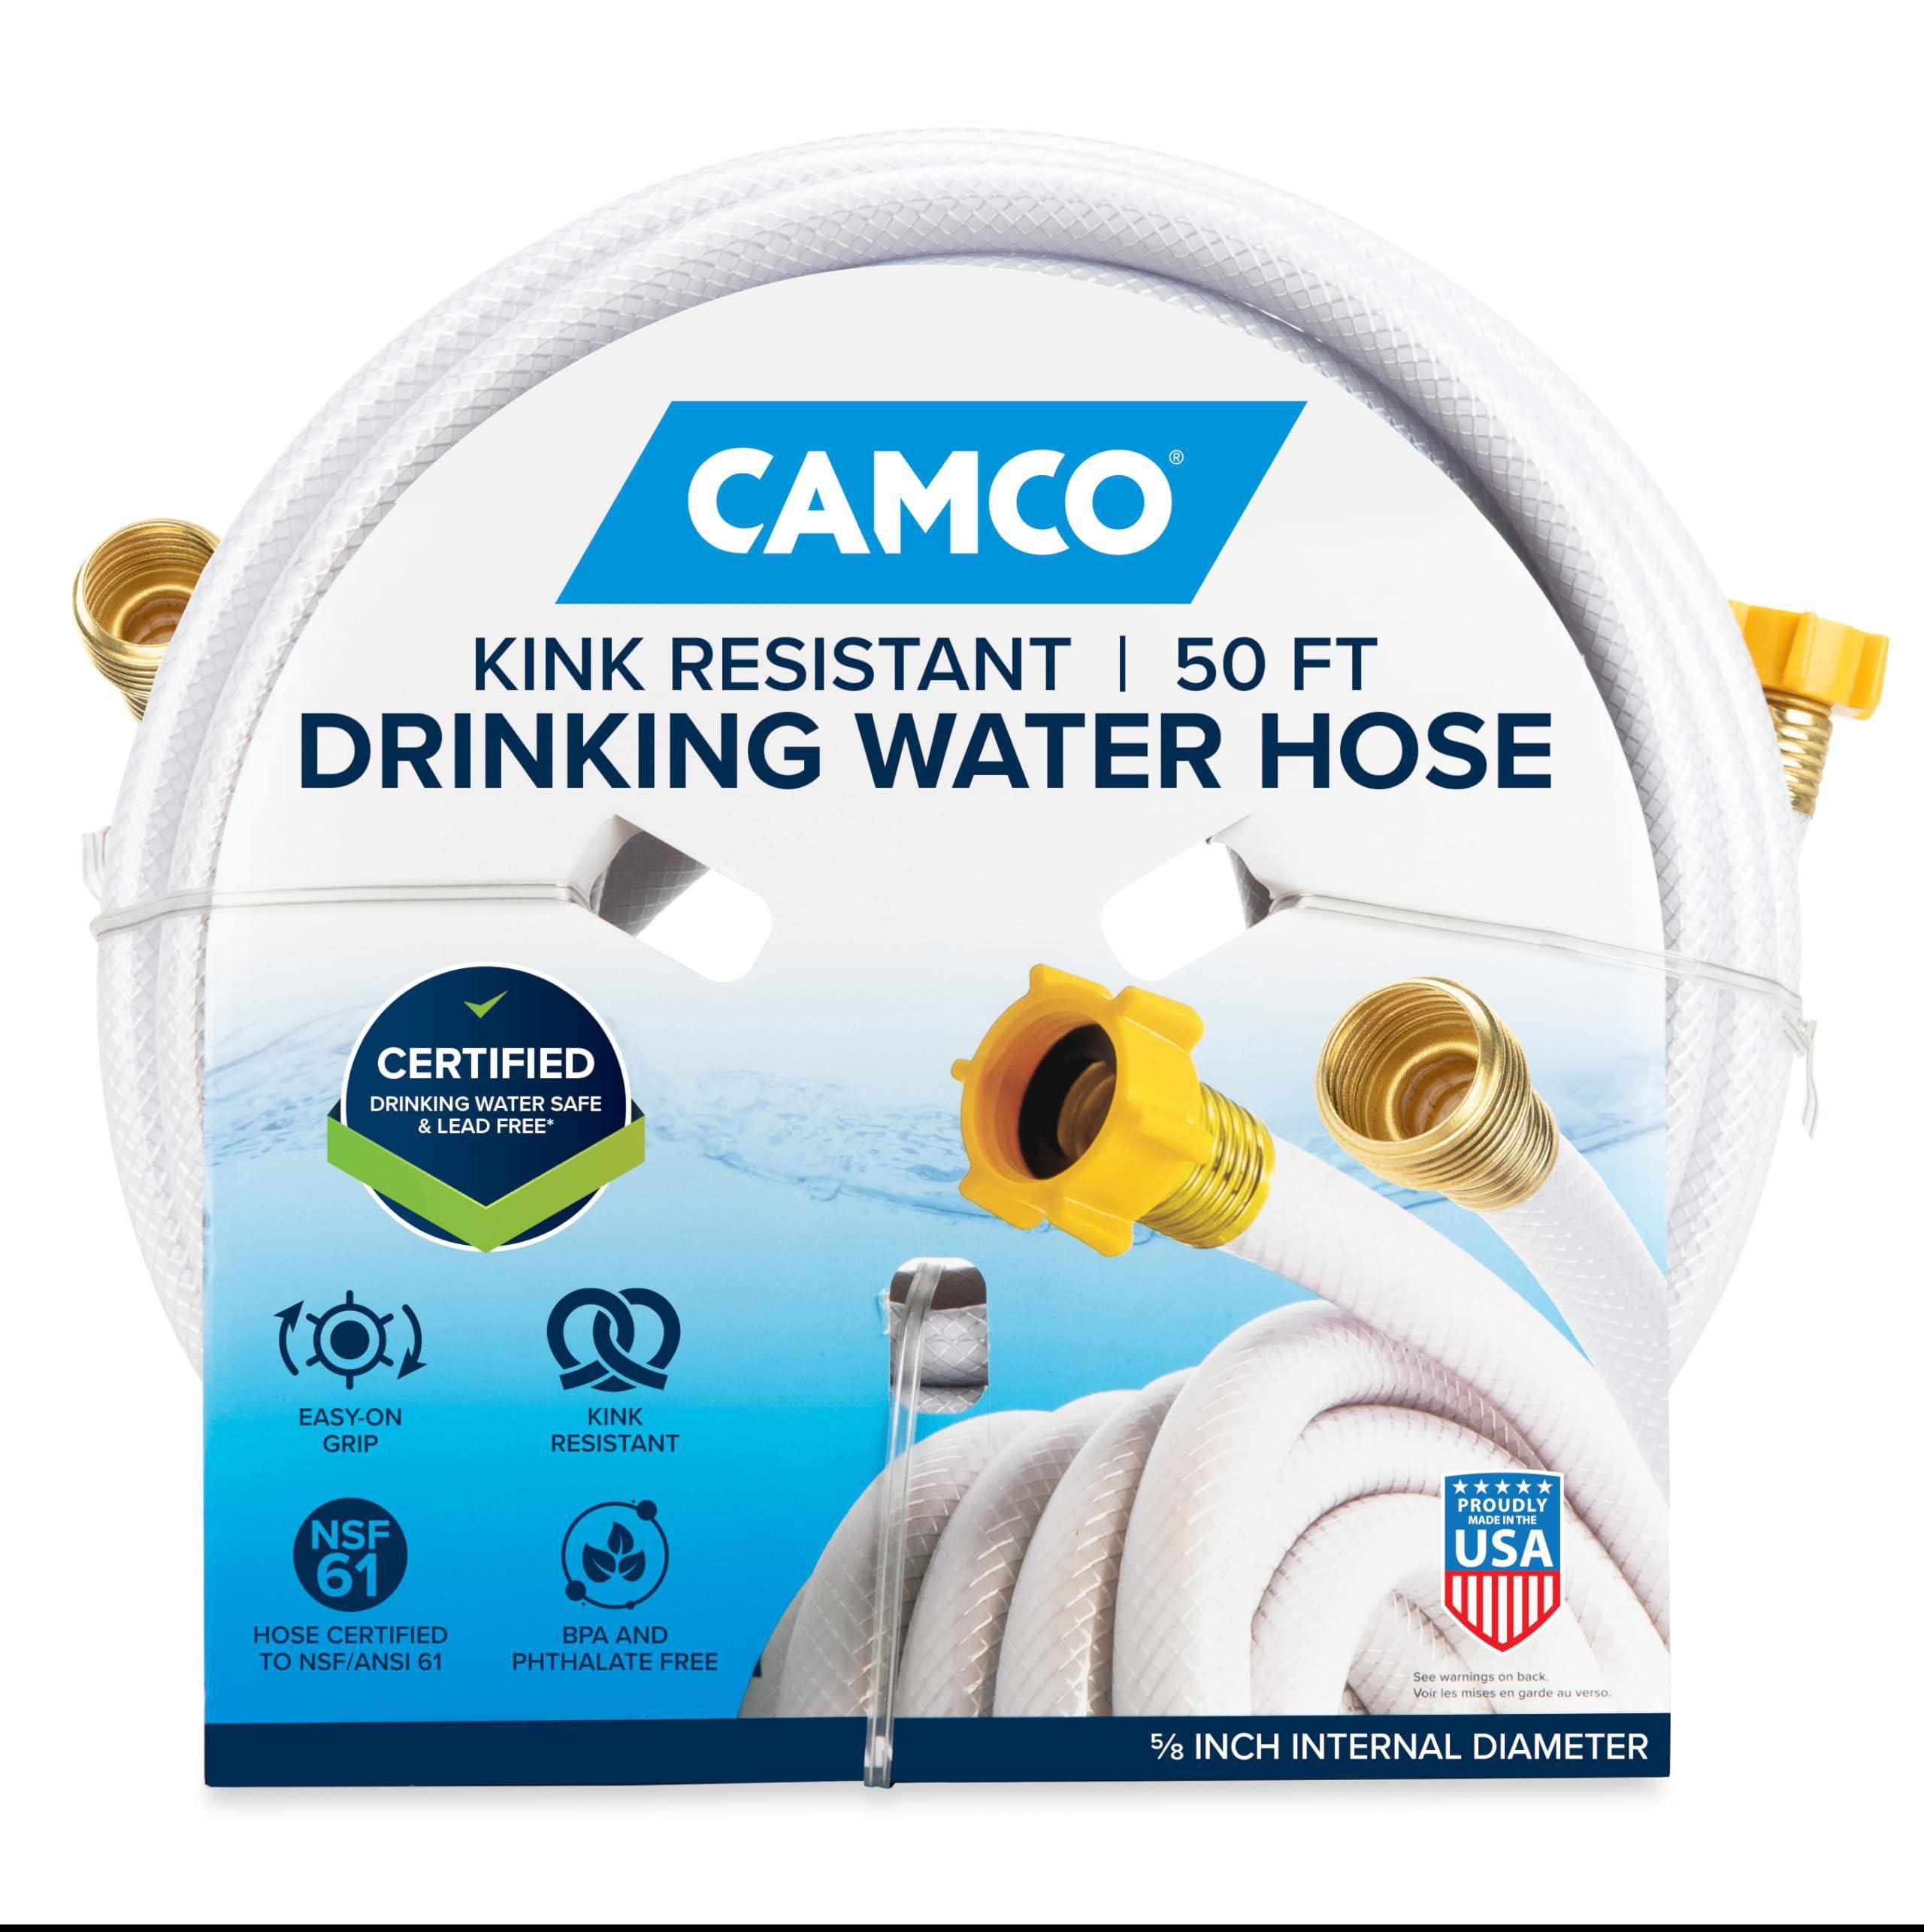 CAMCO®
KINK RESISTANT | 50 FT
DRINKING WATER HOSE
CERTIFIED
DRINKING WATER SAFE
& LEAD FREE*
EASY-ON
GRIP
KINK
RESISTANT
NSF
61
HOSE CERTIFIED
TO NSF/ANSI 61
BPA AND
PHTHALATE FREE
PROUDLY
MADE IN THE
USA
See warnings on back.
Voir les mises en garde au verso.
5/8 INCH INTERNAL DIAMETER